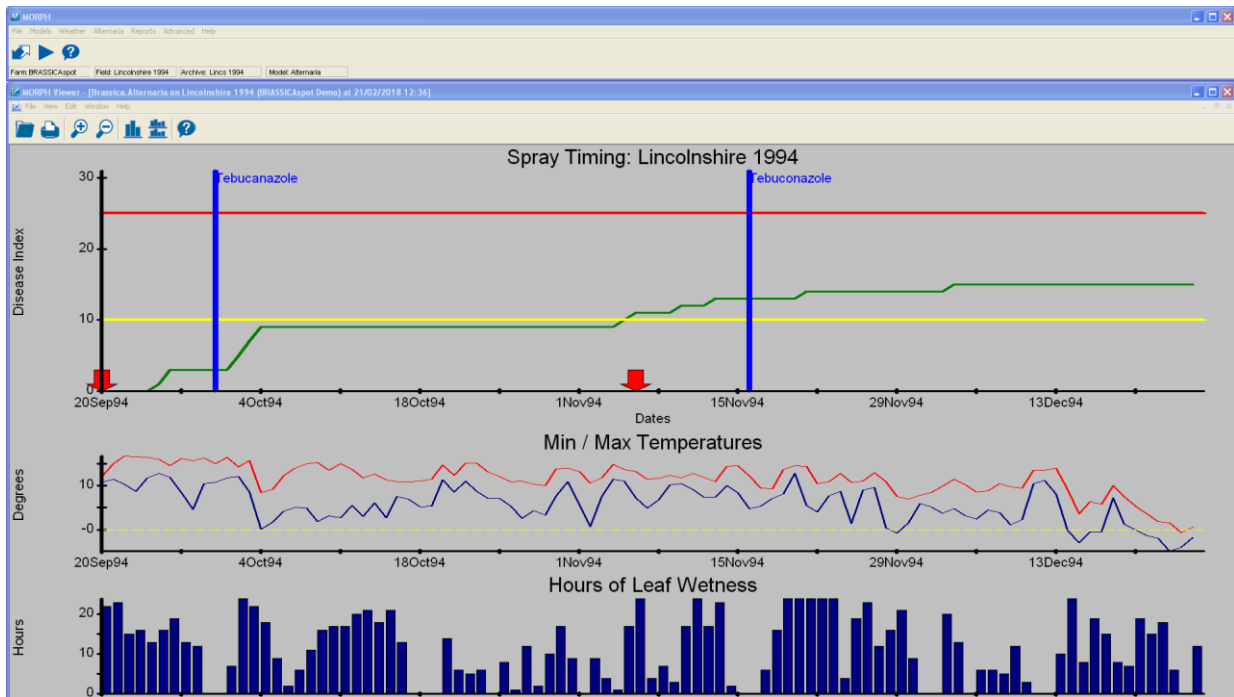 MORPH
File Models Weather Alternaria Reports Advanced Help
Farm: BRASSICAspot Field: Lincolnshire 1994 Archive: Lincs 1994 Model: Alternaria
MORPH Viewer - [Brassica.Alternaria on Lincolnshire 1994 (BRASSICAspot Demo) at 21/02/2018 12:36]
File View Edit Window Help
Spray Timing: Lincolnshire 1994
Tebucanazole Tebuconazole
Disease Index
30
20
10
0
20Sep94 4Oct94 18Oct94 1Nov94 15Nov94 29Nov94 13Dec94
Dates
Min / Max Temperatures
Degrees
10
-0
20Sep94 4Oct94 18Oct94 1Nov94 15Nov94 29Nov94 13Dec94
Hours of Leaf Wetness
Hours
20
10
0